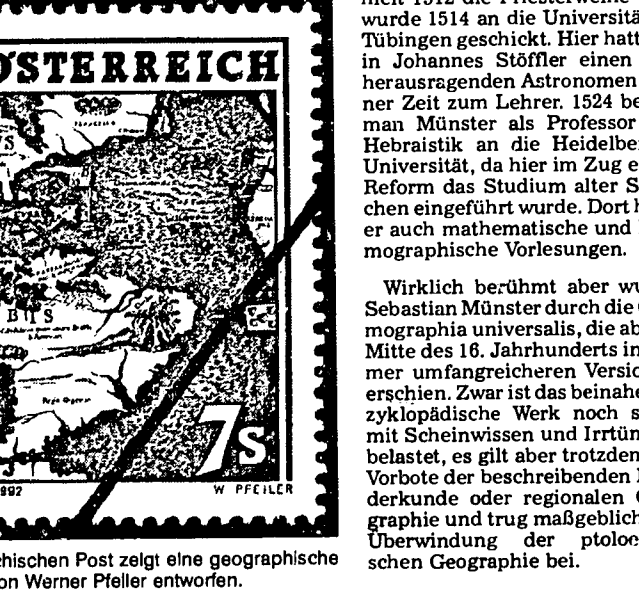 ÖSTERREICH
7s
W PFEILER
chischen Post zeigt eine geographische
on Werner Pfeiler entworfen.
wurde 1514 an die Universitä
Tübingen geschickt. Hier hatt
in Johannes Stöffler einen
herausragenden Astronomen
ner Zeit zum Lehrer. 1524 be
man Münster als Professor
Hebraistik an die Heidelbe
Universität, da hier im Zug e
Reform das Studium alter S
chen eingeführt wurde. Dort h
er auch mathematische und
mographische Vorlesungen.
Wirklich berühmt aber wu
Sebastian Münster durch die
mographia universalis, die ab
Mitte des 16. Jahrhunderts in
mer umfangreicheren Versio
erschien. Zwar ist das beinahe
zyklopädische Werk noch s
mit Scheinwissen und Irrtün
belastet, es gilt aber trotzden
Vorbote der beschreibenden
derkunde oder regionalen
graphie und trug maßgeblich
Überwindung der ptoloe
schen Geographie bei.